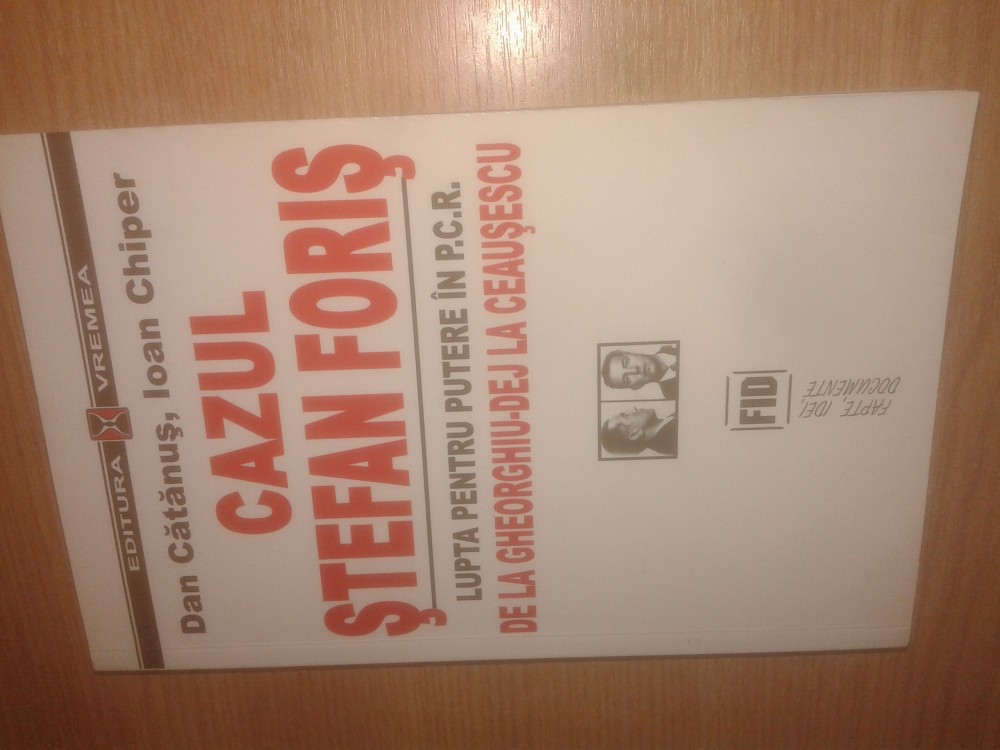 EDITURA VREMEA
Dan Cătănuş, Ioan Chiper
CAZUL
ŞTEFAN FORIŞ
LUPTA PENTRU PUTERE ÎN P.C.R.
DE LA GHEORGHIU-DEJ LA CEAUŞESCU
FID
FAPTE, IDEI,
DOCUMENTE